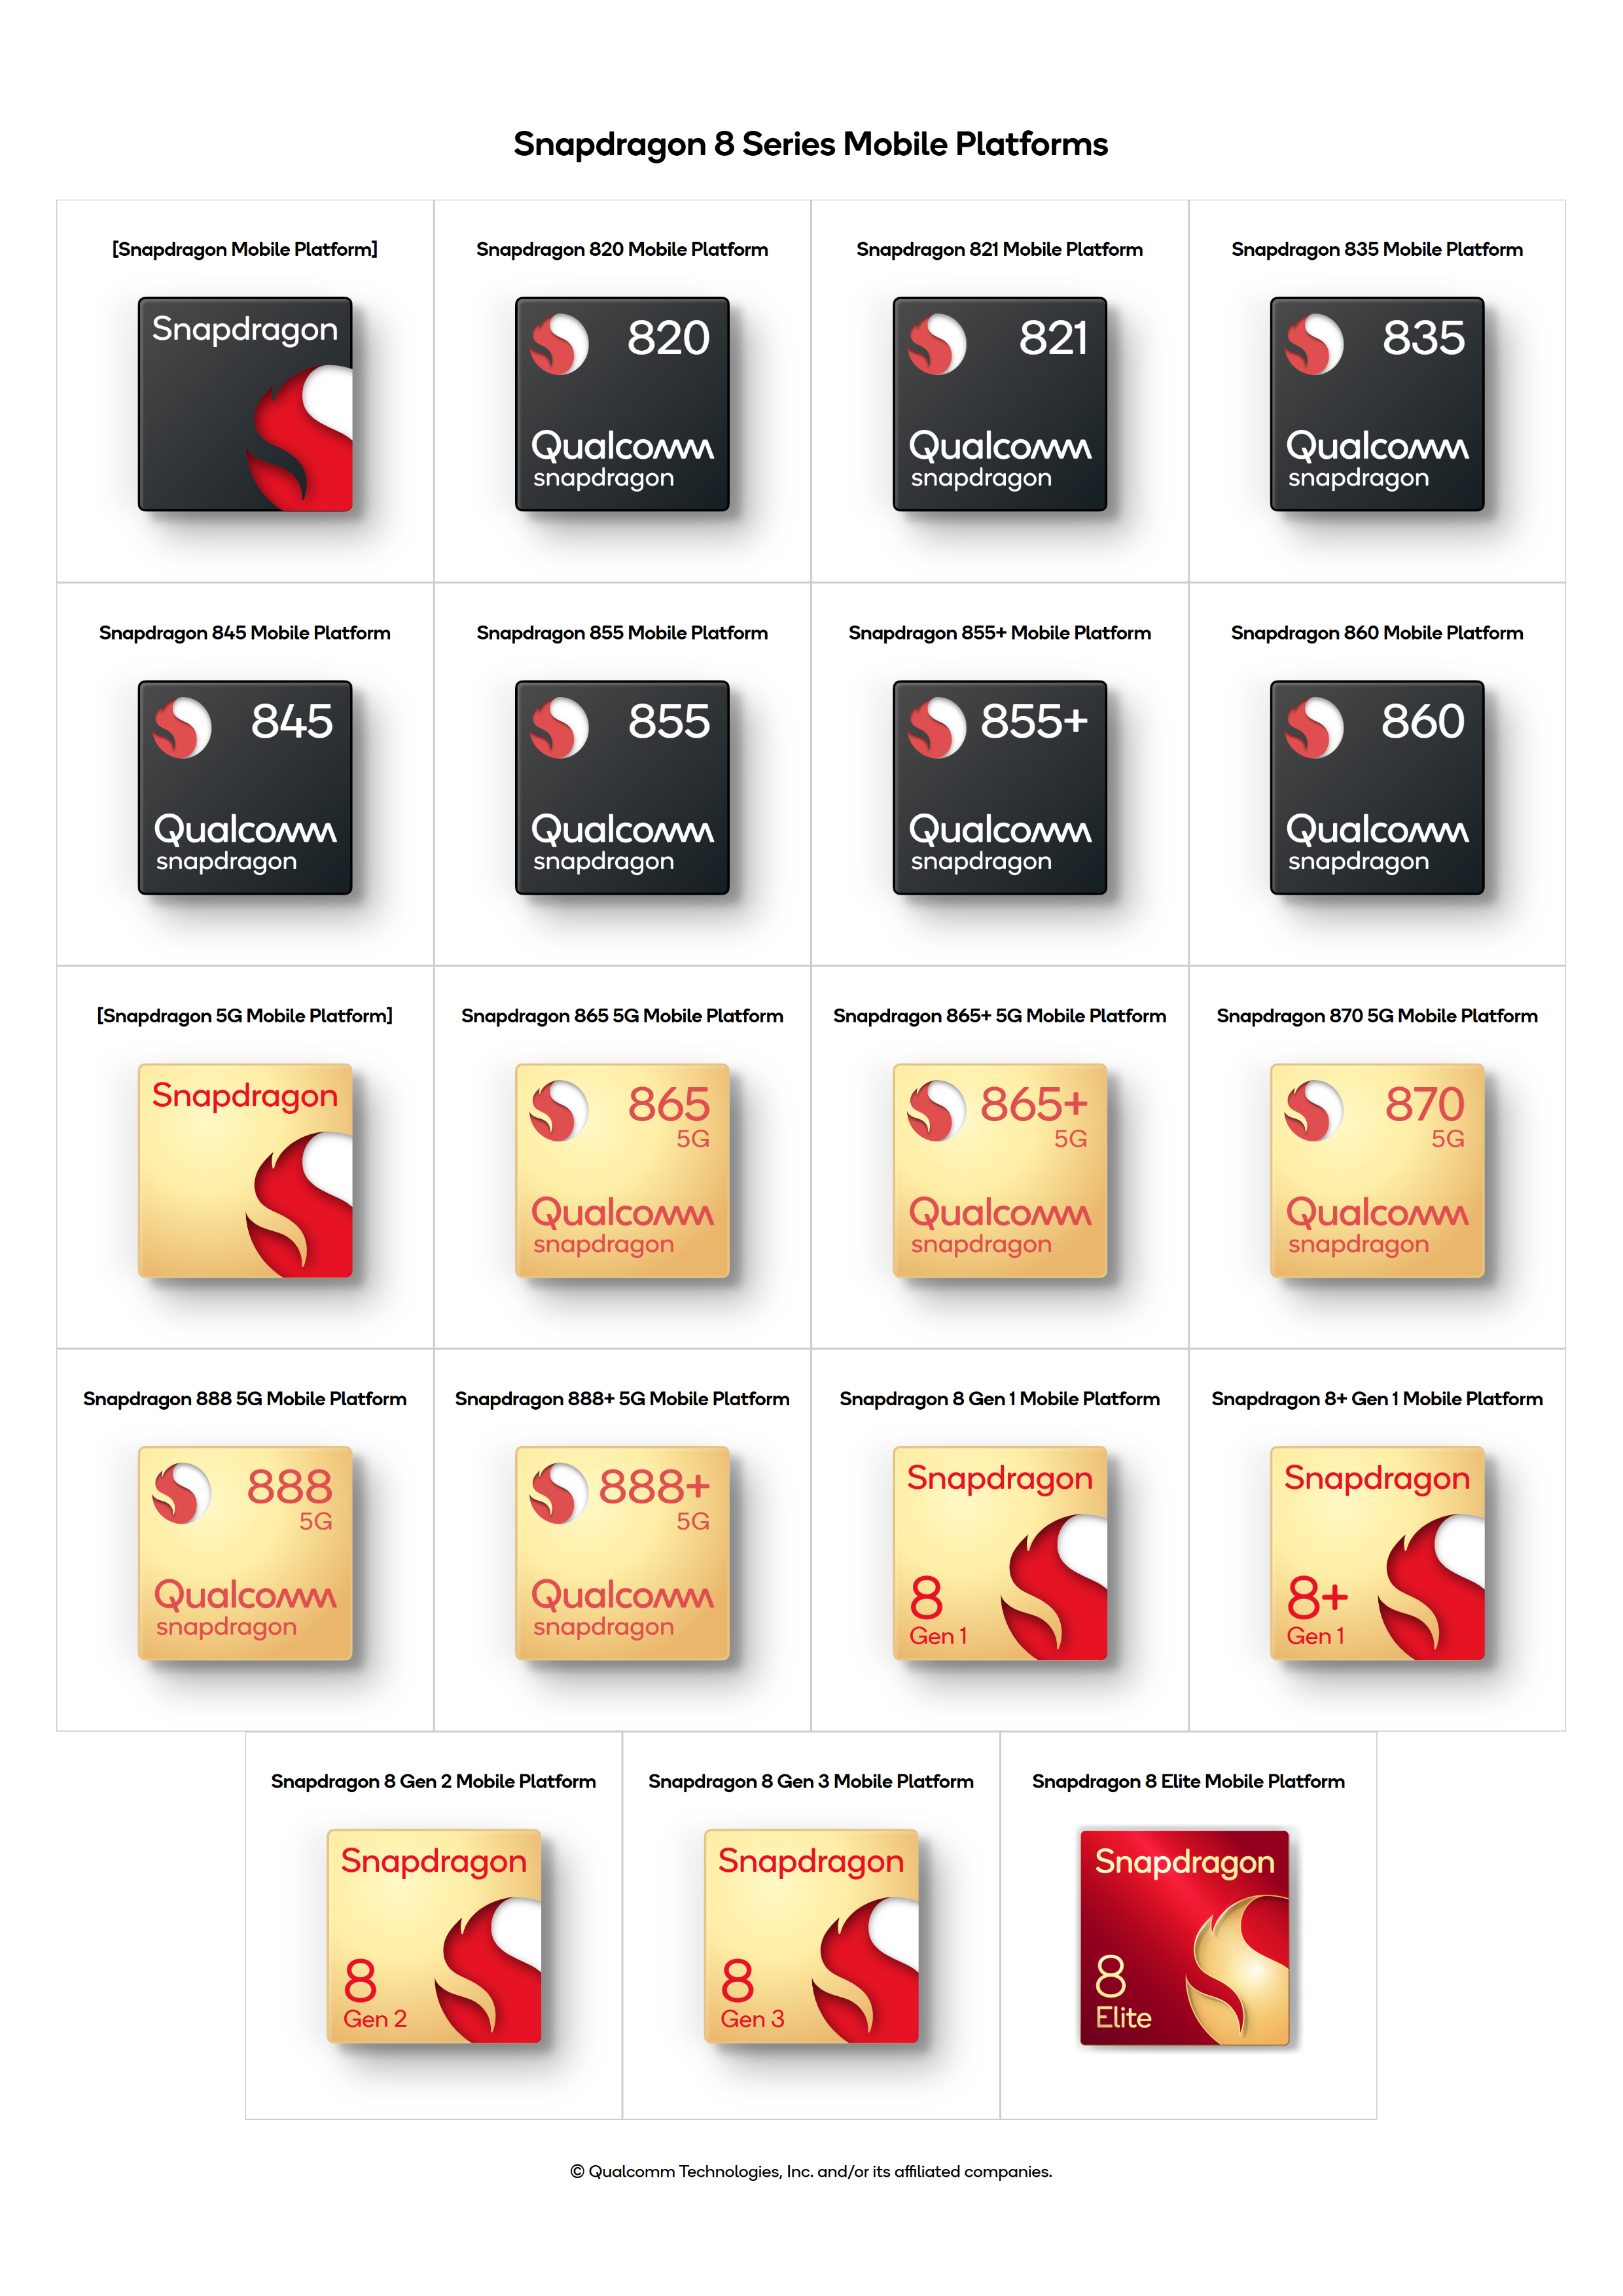 Snapdragon 8 Series Mobile Platforms
[Snapdragon Mobile Platform]
Snapdragon
Snapdragon 820 Mobile Platform
820
Qualcomm
snapdragon
Snapdragon 821 Mobile Platform
821
Qualcomm
snapdragon
Snapdragon 835 Mobile Platform
835
Qualcomm
snapdragon
Snapdragon 845 Mobile Platform
845
Qualcomm
snapdragon
Snapdragon 855 Mobile Platform
855
Qualcomm
snapdragon
Snapdragon 855+ Mobile Platform
855+
Qualcomm
snapdragon
Snapdragon 860 Mobile Platform
860
Qualcomm
snapdragon
[Snapdragon 5G Mobile Platform]
Snapdragon
Snapdragon 865 5G Mobile Platform
865
5G
Qualcomm
snapdragon
Snapdragon 865+ 5G Mobile Platform
865+
5G
Qualcomm
snapdragon
Snapdragon 870 5G Mobile Platform
870
5G
Qualcomm
snapdragon
Snapdragon 888 5G Mobile Platform
888
5G
Qualcomm
snapdragon
Snapdragon 888+ 5G Mobile Platform
888+
5G
Qualcomm
snapdragon
Snapdragon 8 Gen 1 Mobile Platform
Snapdragon
8
Gen 1
Snapdragon 8+ Gen 1 Mobile Platform
Snapdragon
8+
Gen 1
Snapdragon 8 Gen 2 Mobile Platform
Snapdragon
8
Gen 2
Snapdragon 8 Gen 3 Mobile Platform
Snapdragon
8
Gen 3
Snapdragon 8 Elite Mobile Platform
Snapdragon
8
Elite
© Qualcomm Technologies, Inc. and/or its affiliated companies.